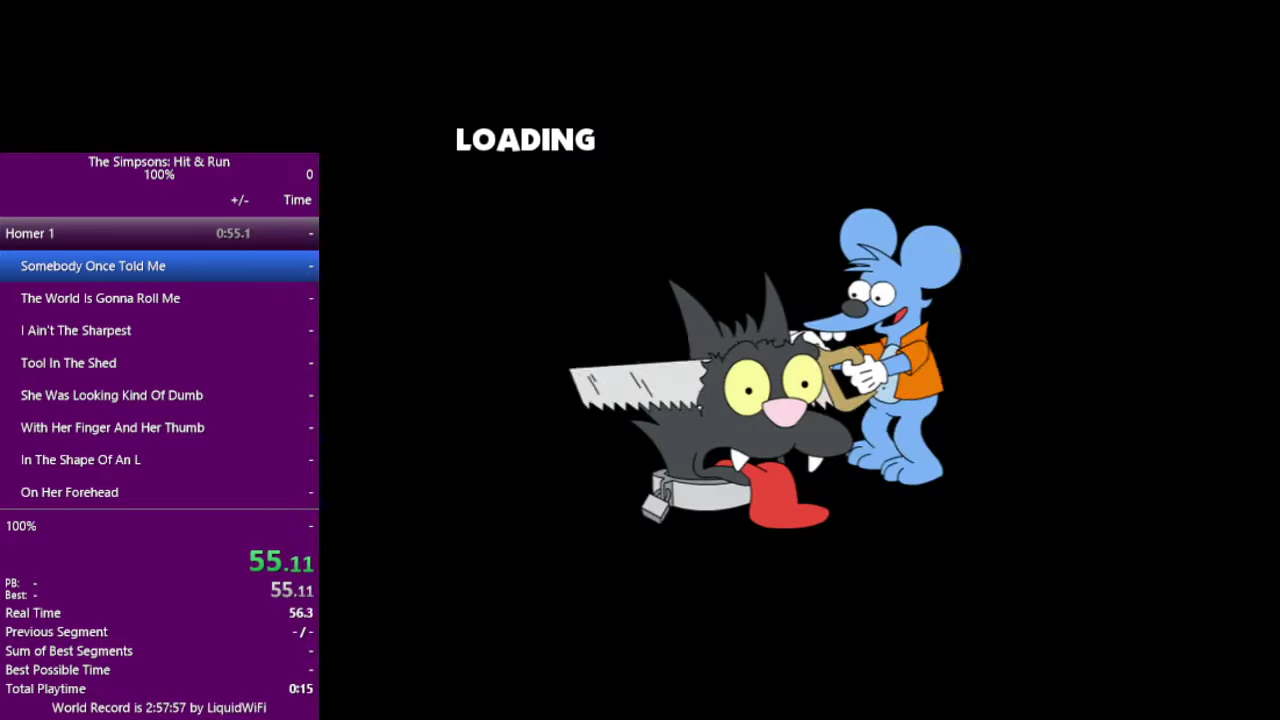 LOADING
The Simpsons: Hit & Run
100% 0
+/- Time
Homer 1 0:55.1 -
Somebody Once Told Me -
The World Is Gonna Roll Me -
I Ain't The Sharpest -
Tool In The Shed -
She Was Looking Kind Of Dumb -
With Her Finger And Her Thumb -
In The Shape Of An L -
On Her Forehead -
100% -
55.11
PB: -
Best: - 55.11
Real Time 56.3
Previous Segment - / -
Sum of Best Segments -
Best Possible Time -
Total Playtime 0:15
World Record is 2:57:57 by LiquidWiFi